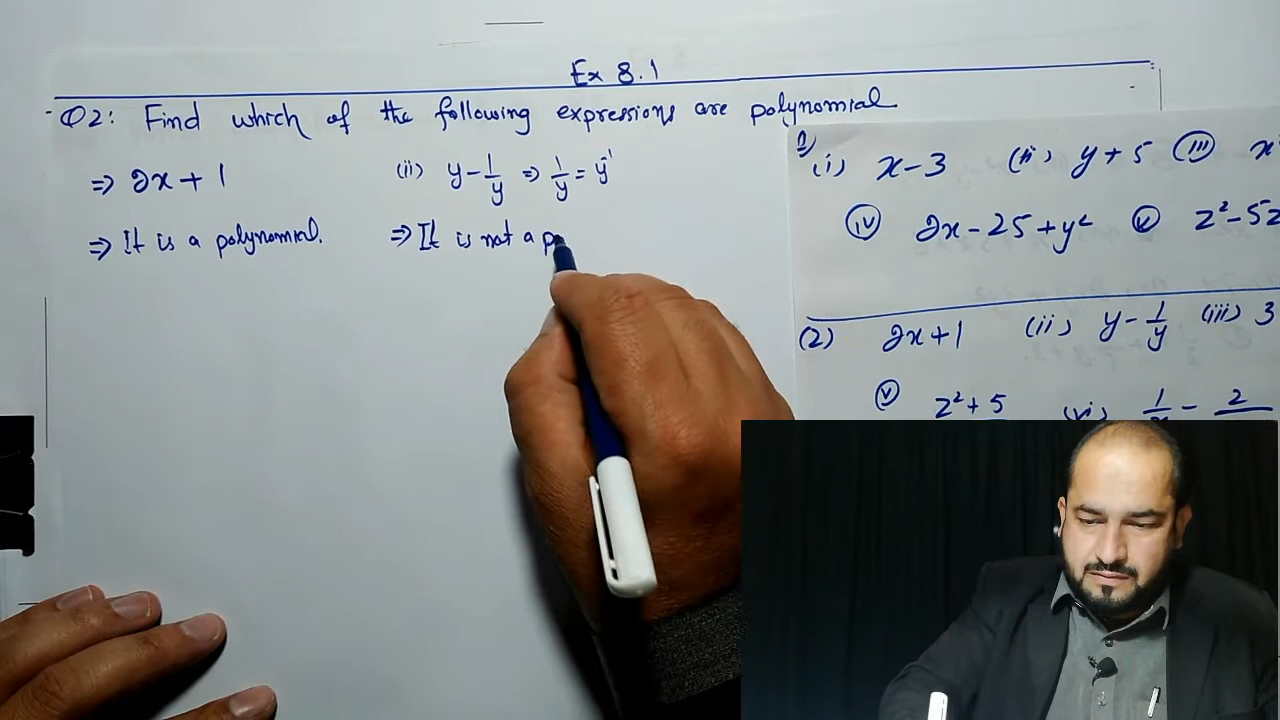 Ex 8.1
Q2: Find which of the following expressions are polynomial
⇒ 2x + 1
(ii) y - 1/y ⇒ 1/y = y⁻¹
⇒ It is a polynomial.
⇒ It is not a p
(i) x - 3 (ii) y + 5 (iii) x
(iv) 2x - 25 + y² (v) z² - 5z
(2) 2x + 1 (ii) y - 1/y (iii) 3
(v) z² + 5 (vi) 1/x - 2